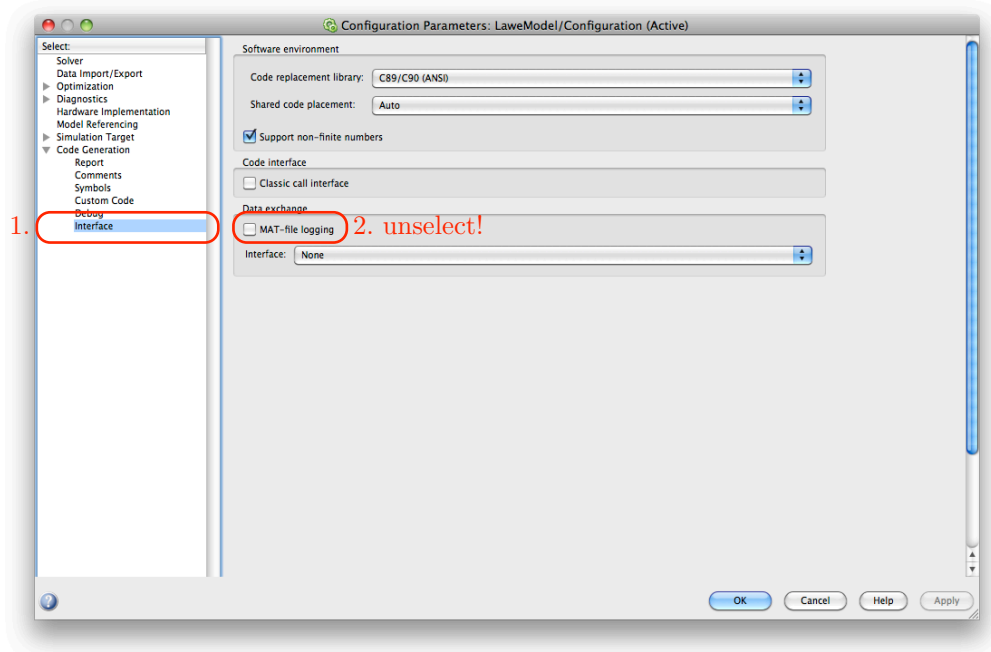 Configuration Parameters: LaweModel/Configuration (Active)
Select:
Solver
Data Import/Export
Optimization
Diagnostics
Hardware Implementation
Model Referencing
Simulation Target
Code Generation
Report
Comments
Symbols
Custom Code
Debug
1. Interface
Software environment
Code replacement library: C89/C90 (ANSI)
Shared code placement: Auto
Support non-finite numbers
Code interface
Classic call interface
Data exchange
MAT-file logging 2. unselect!
Interface: None
? OK Cancel Help Apply